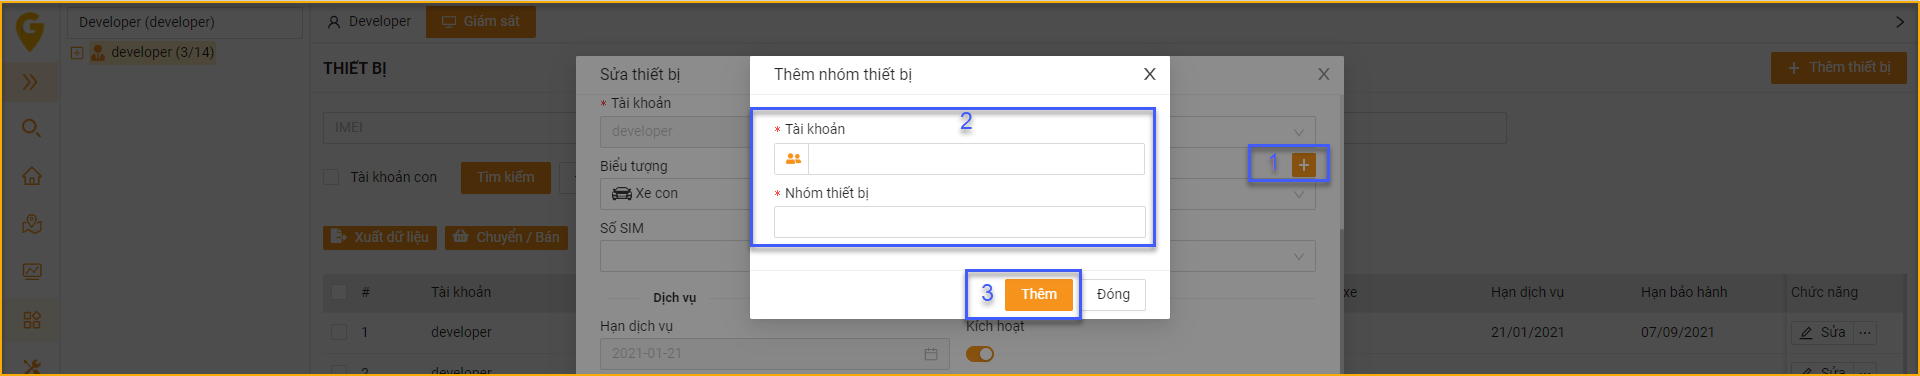 Developer (developer)
developer (3/14)
Developer
Giám sát
THIẾT BỊ
Thêm thiết bị
IMEI
Tài khoản con
Tìm kiếm
Xuất dữ liệu
Chuyển / Bán
# Tài khoản
xe Hạn dịch vụ Hạn bảo hành Chức năng
1 developer
21/01/2021 07/09/2021 Sửa ...
2 developer
Sửa ...
Sửa thiết bị
* Tài khoản
developer
Biểu tượng
1 +
Xe con
Số SIM
Dịch vụ
Hạn dịch vụ
Kích hoạt
2021-01-21
Thêm nhóm thiết bị
2
* Tài khoản
* Nhóm thiết bị
3 Thêm Đóng